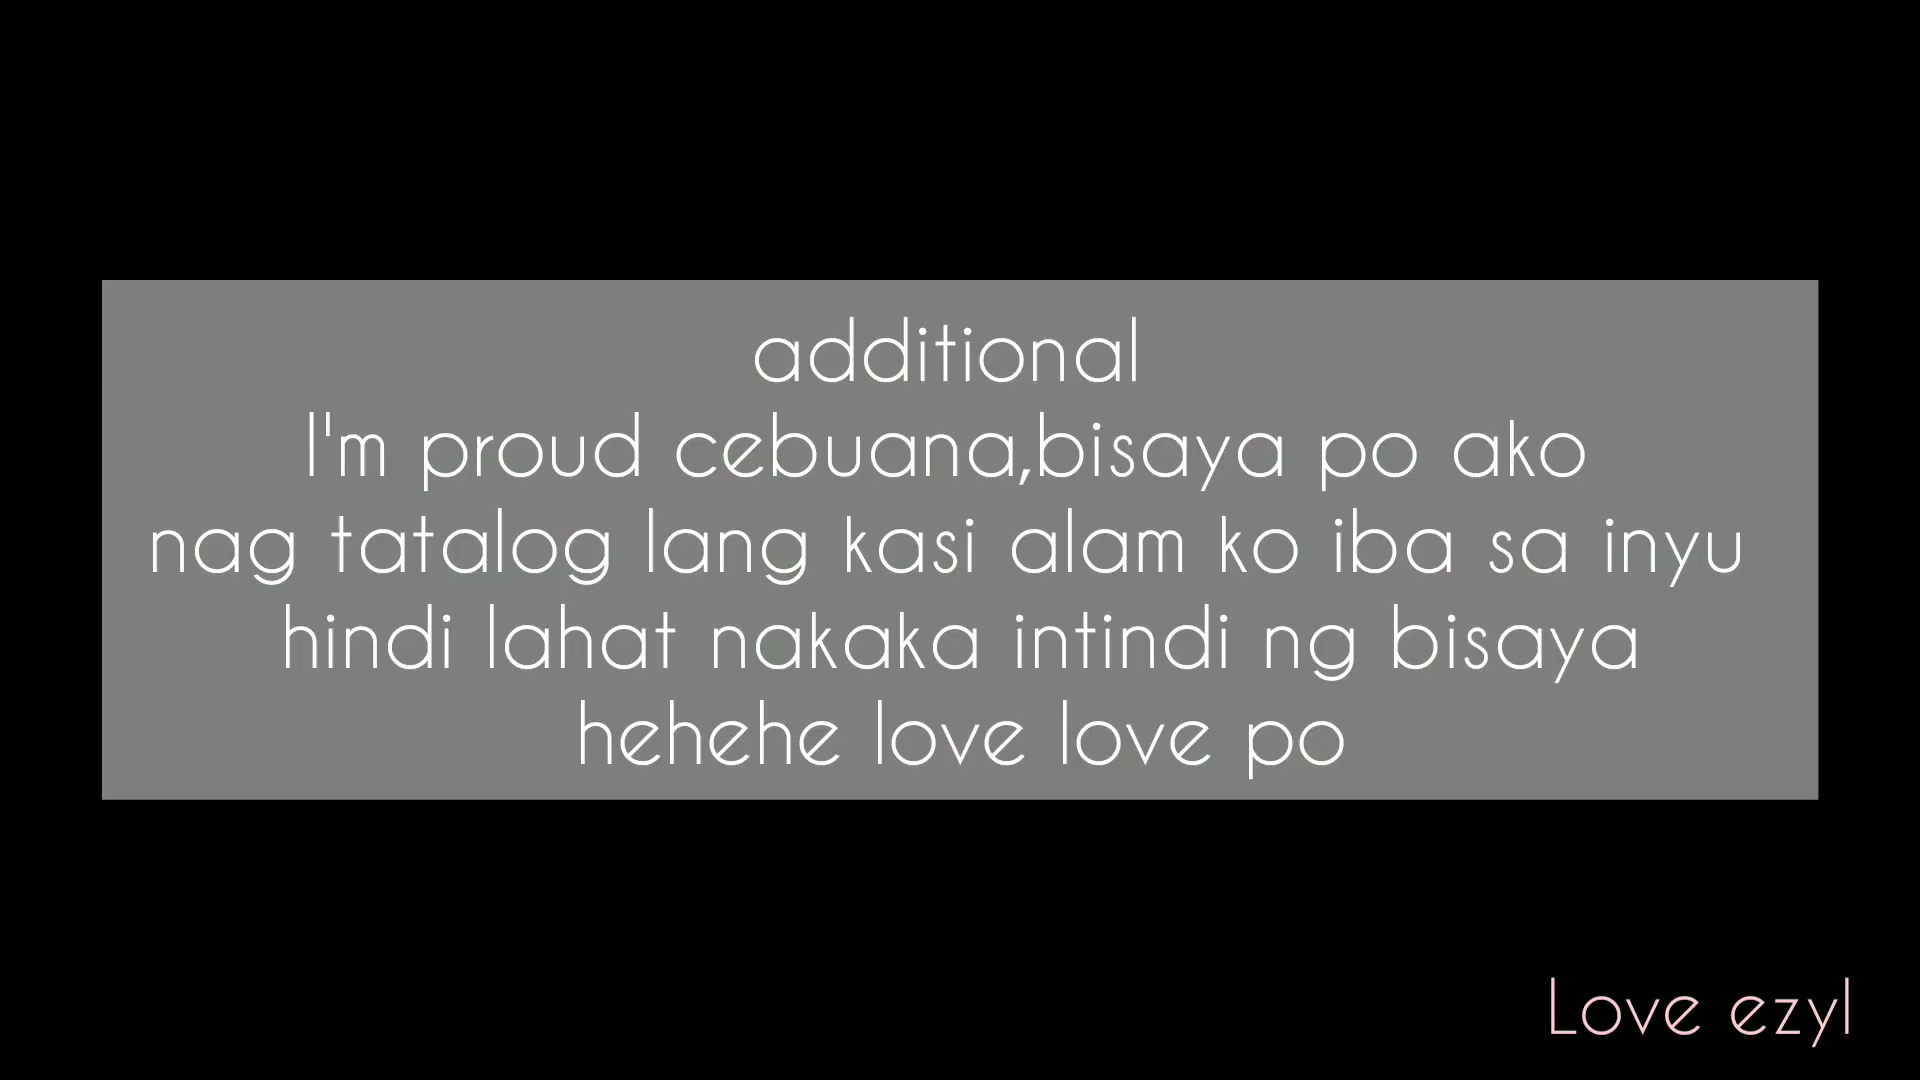 additional
I'm proud cebuana,bisaya po ako
nag tatalog lang kasi alam ko iba sa inyu
hindi lahat nakaka intindi ng bisaya
hehehe love love po
Love ezyl